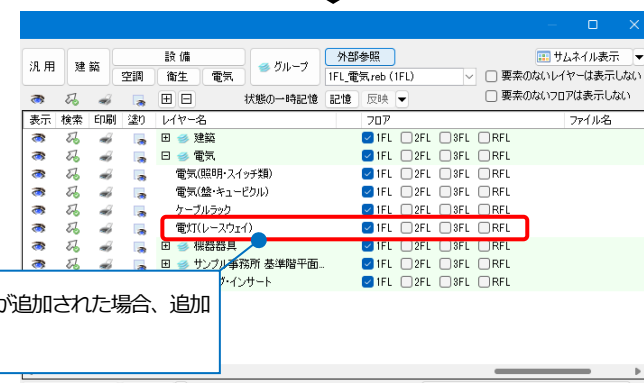 汎用 建築 設備 グループ 外部参照 サムネイル表示
空調 衛生 電気 1FL_電気.reb (1FL) 要素のないレイヤーは表示しない
状態の一時記憶 記憶 反映 要素のないフロアは表示しない
表示 検索 印刷 塗り レイヤー名 フロア ファイル名
建築 1FL 2FL 3FL RFL
電気 1FL 2FL 3FL RFL
電気(照明・スイッチ類) 1FL 2FL 3FL RFL
電気(盤・キュービクル) 1FL 2FL 3FL RFL
ケーブルラック 1FL 2FL 3FL RFL
電灯(レースウェイ) 1FL 2FL 3FL RFL
機器器具 1FL 2FL 3FL RFL
サンプル事務所 基準階平面... 1FL 2FL 3FL RFL
・インサート 1FL 2FL 3FL RFL
が追加された場合、追加